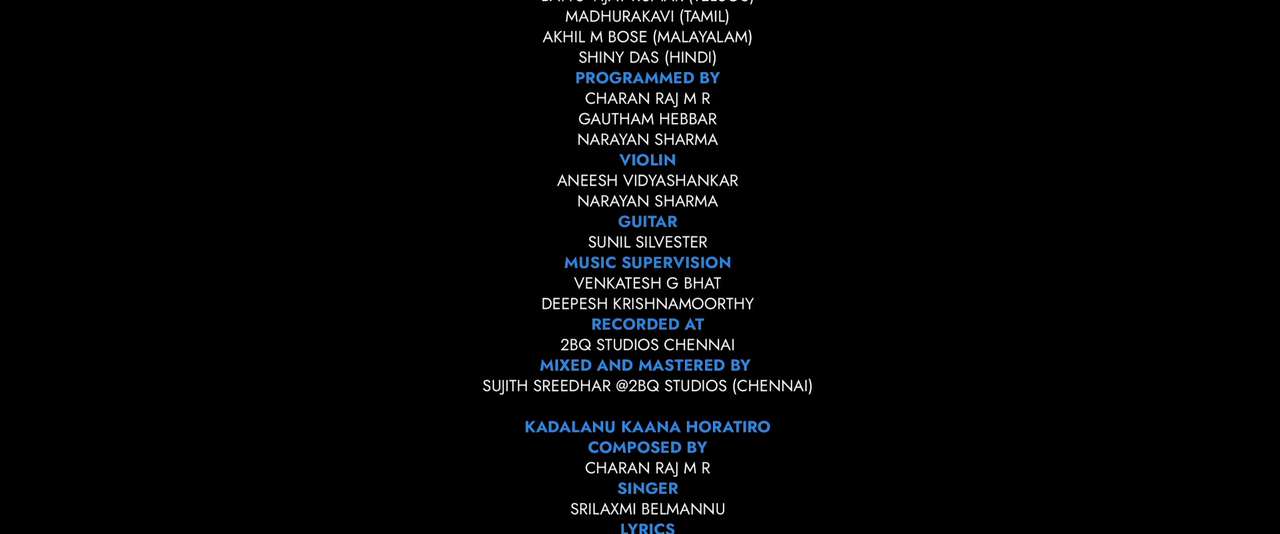 MADHURAKAVI (TAMIL)
AKHIL M BOSE (MALAYALAM)
SHINY DAS (HINDI)
PROGRAMMED BY
CHARAN RAJ M R
GAUTHAM HEBBAR
NARAYAN SHARMA
VIOLIN
ANEESH VIDYASHANKAR
NARAYAN SHARMA
GUITAR
SUNIL SILVESTER
MUSIC SUPERVISION
VENKATESH G BHAT
DEEPESH KRISHNAMOORTHY
RECORDED AT
2BQ STUDIOS CHENNAI
MIXED AND MASTERED BY
SUJITH SREEDHAR @2BQ STUDIOS (CHENNAI)
KADALANU KAANA HORATIRO
COMPOSED BY
CHARAN RAJ M R
SINGER
SRILAXMI BELMANNU
LYRICS